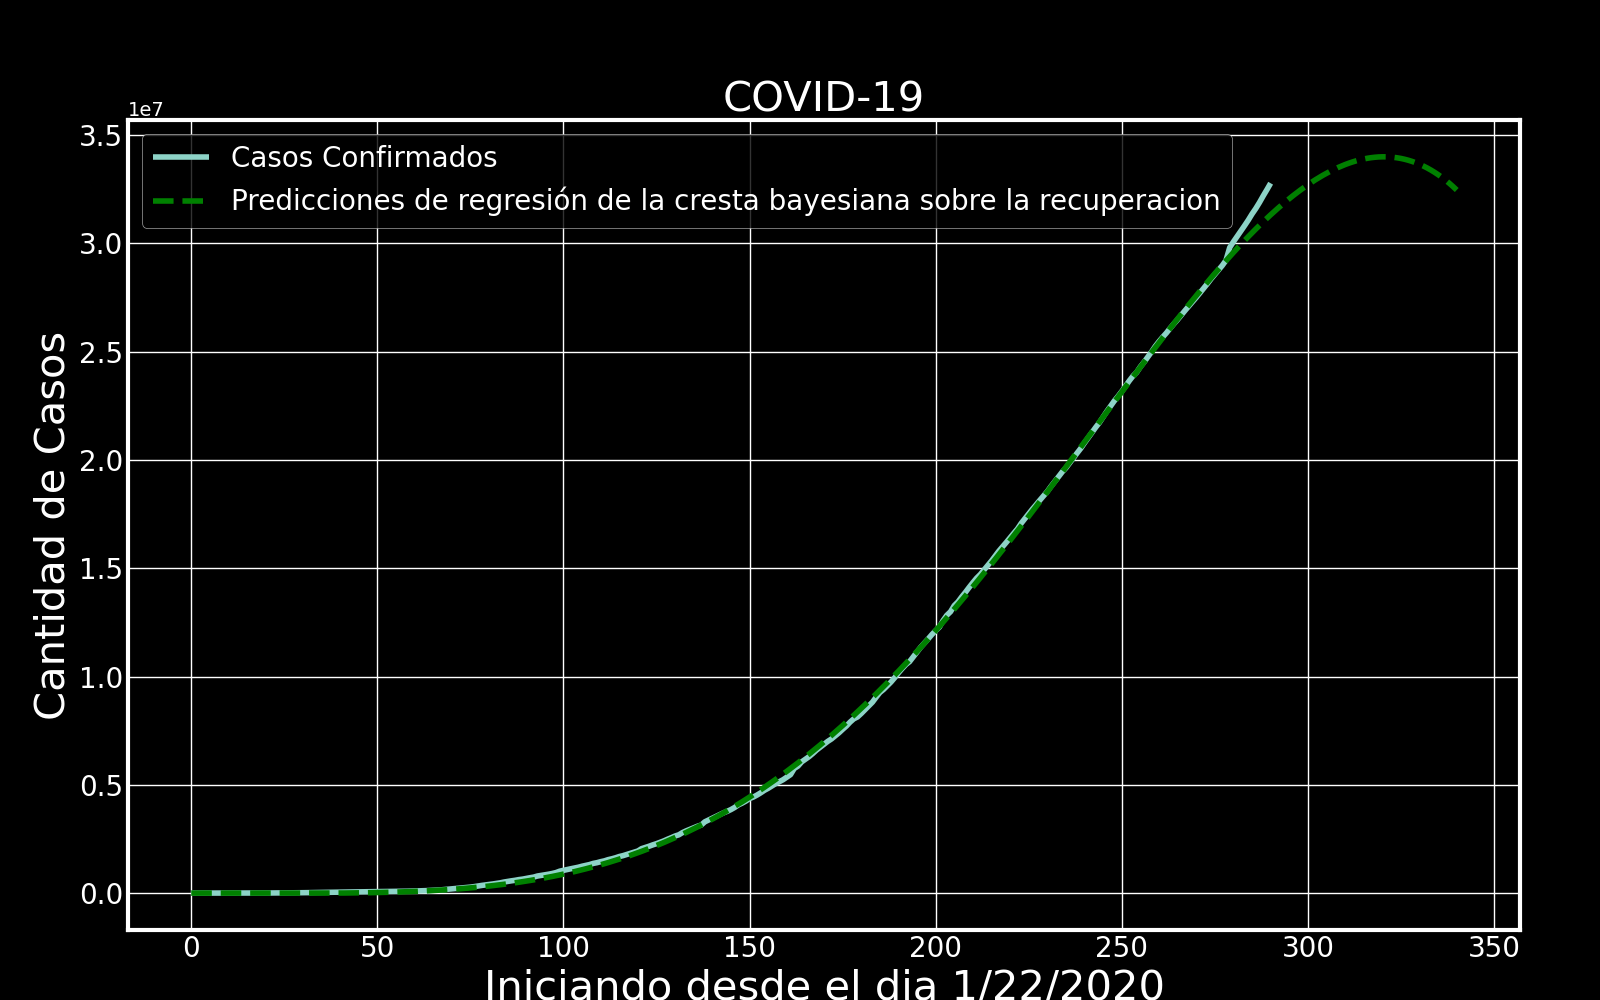 COVID-19
1e7
3.5
3.0
2.5
2.0
1.5
1.0
0.5
0.0
Cantidad de Casos
Casos Confirmados
Predicciones de regresión de la cresta bayesiana sobre la recuperacion
0 50 100 150 200 250 300 350
Iniciando desde el dia 1/22/2020